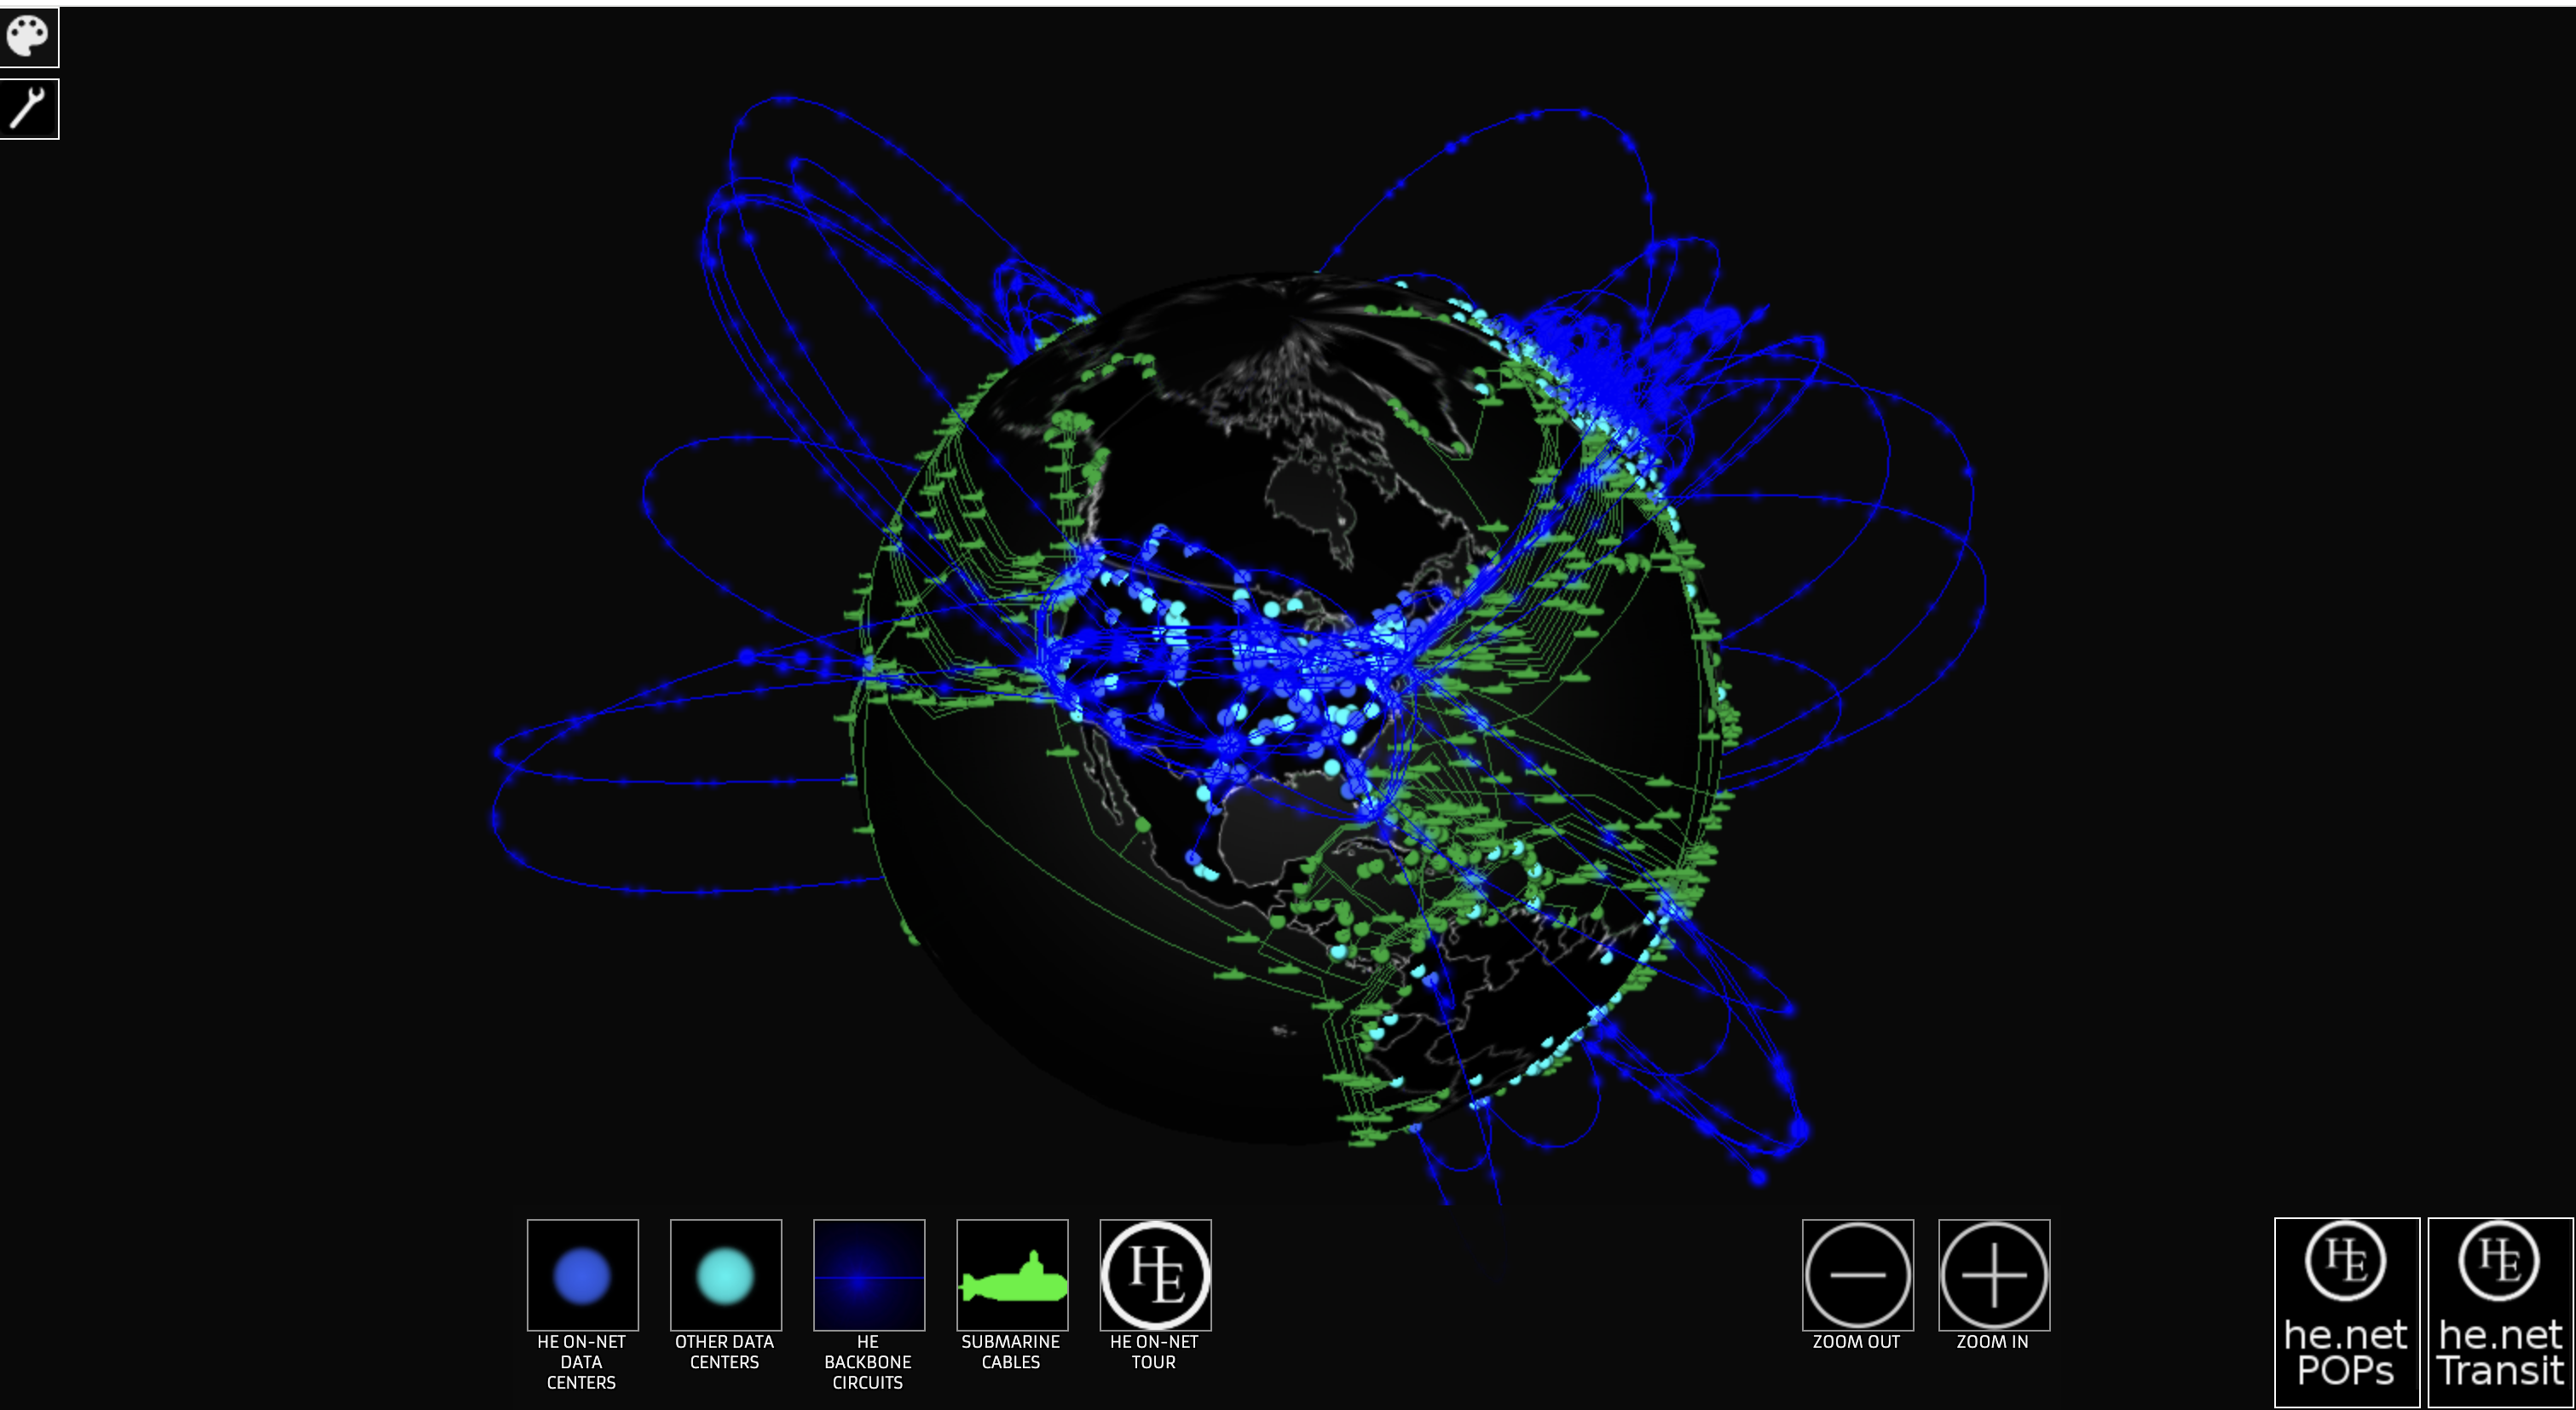 HE ON-NET
DATA
CENTERS
OTHER DATA
CENTERS
HE
BACKBONE
CIRCUITS
SUBMARINE
CABLES
HE
HE ON-NET
TOUR
ZOOM OUT
ZOOM IN
HE
he.net
POPs
HE
he.net
Transit